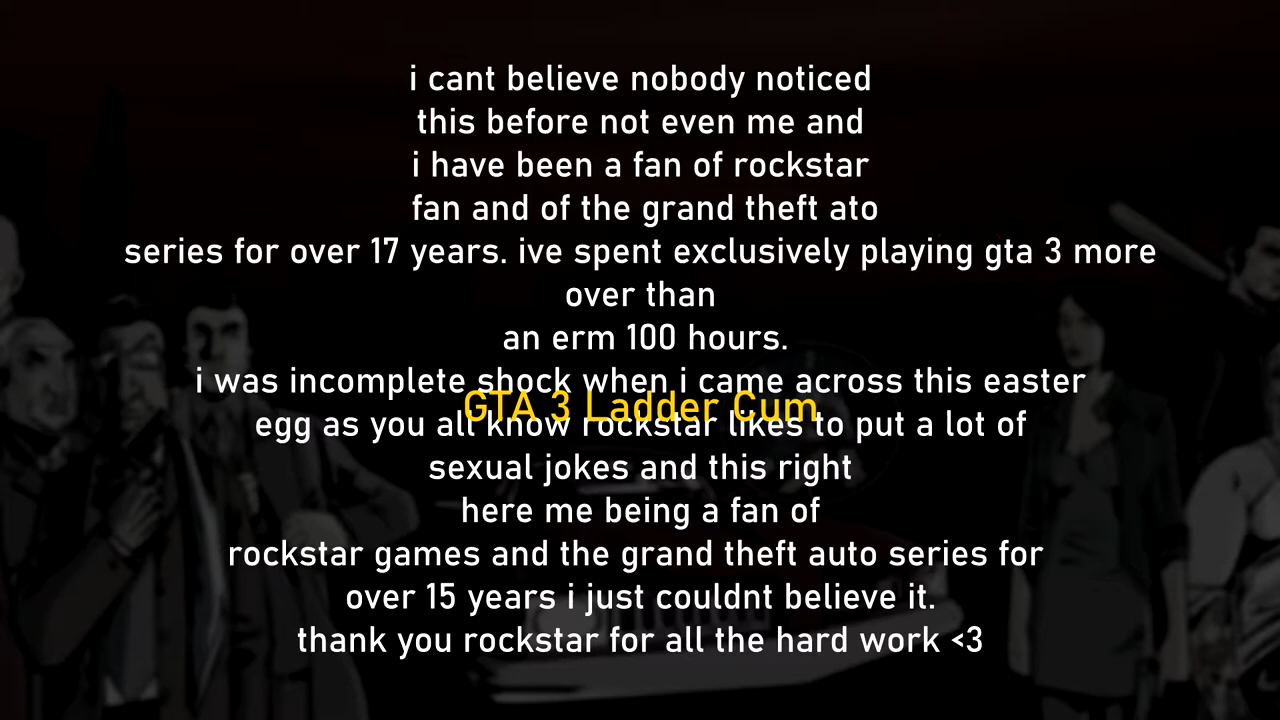 i cant believe nobody noticed
this before not even me and
i have been a fan of rockstar
fan and of the grand theft ato
series for over 17 years. ive spent exclusively playing gta 3 more
over than
an erm 100 hours.
i was incomplete shock when i came across this easter
GTA 3 Ladder Cum
egg as you all know rockstar likes to put a lot of
sexual jokes and this right
here me being a fan of
rockstar games and the grand theft auto series for
over 15 years i just couldnt believe it.
thank you rockstar for all the hard work <3